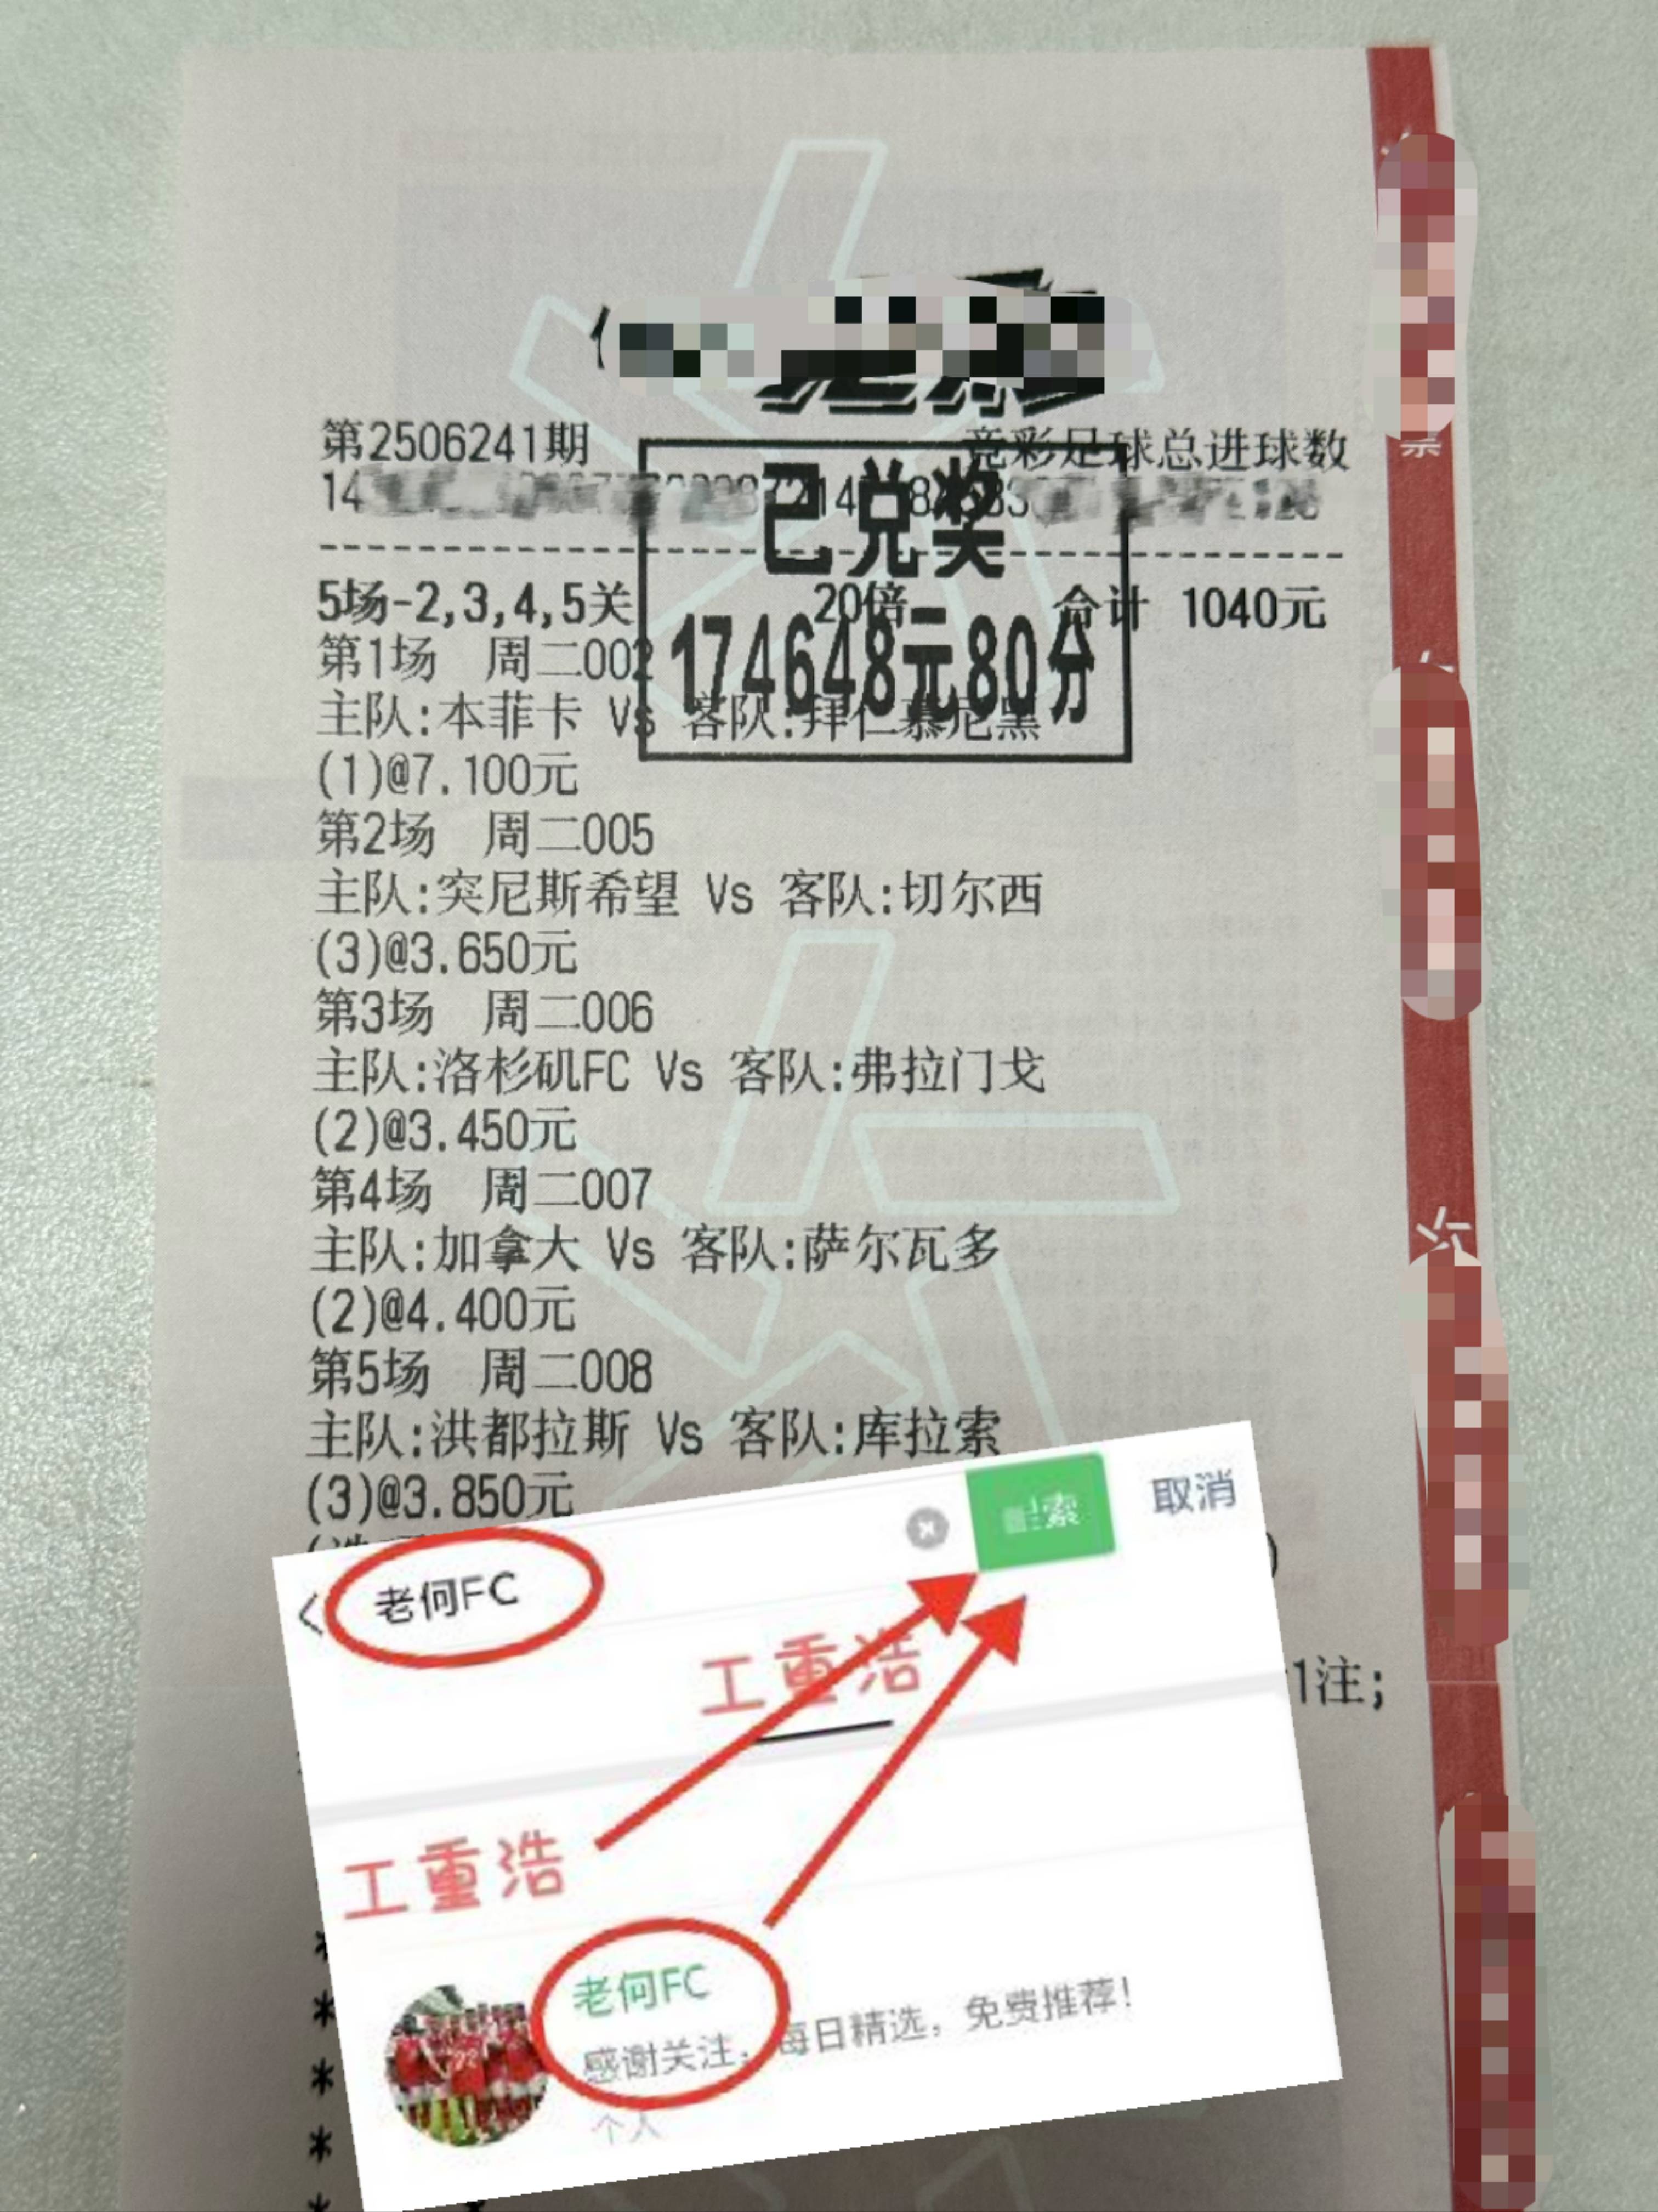 第2506241期
竞彩足球总进球数
14
已兑奖
5场-2,3,4,5关 20倍 合计 1040元
174648元80分
第1场 周二002
主队:本菲卡 Vs 客队:拜仁慕尼黑
(1)@7.100元
第2场 周二005
主队:突尼斯希望 Vs 客队:切尔西
(3)@3.650元
第3场 周二006
主队:洛杉矶FC Vs 客队:弗拉门戈
(2)@3.450元
第4场 周二007
主队:加拿大 Vs 客队:萨尔瓦多
(2)@4.400元
第5场 周二008
主队:洪都拉斯 Vs 客队:库拉索
(3)@3.850元
老何FC
索 取消
工重浩
1注;
工重浩
老何FC
感谢关注，每日精选，免费推荐！
个人